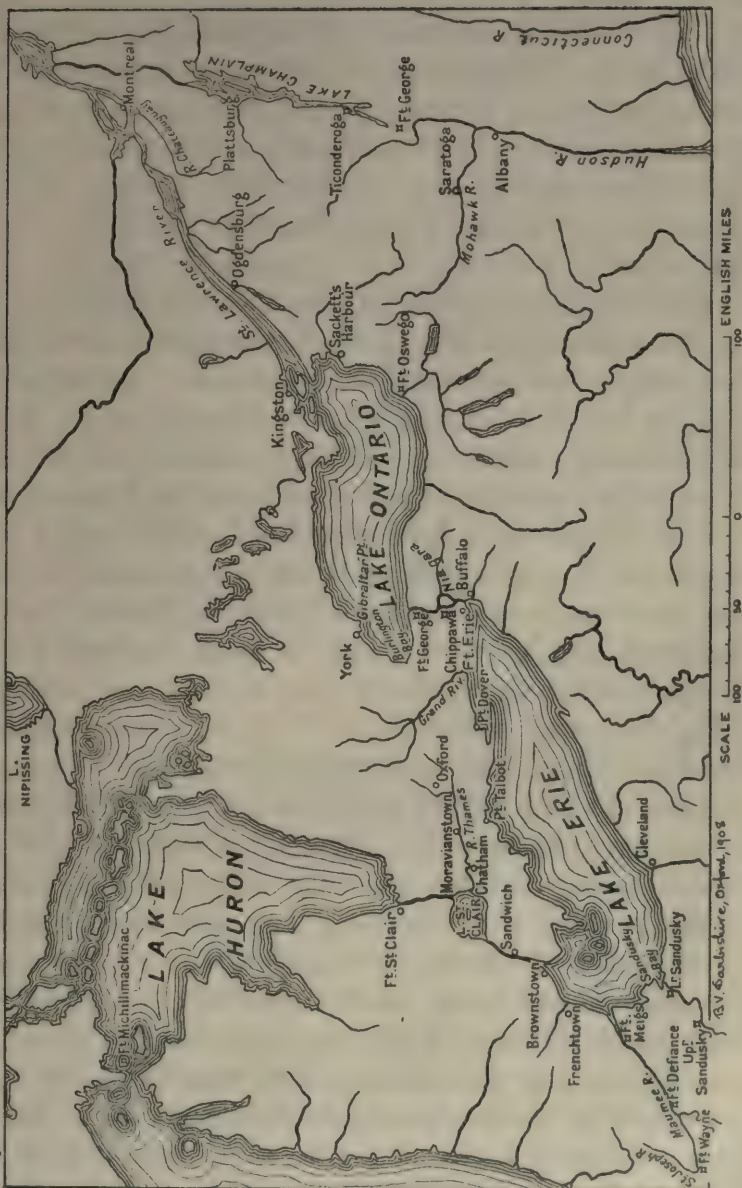 L.
NIPISSING
Montreal
R. Chateauguay
Plattsburg
LAKE CHAMPLAIN
Connecticut
R
St. Lawrence River
Ogdensburg
Ticonderoga
Ft George
Saratoga
Mohawk R.
Albany
Hudson
R.
Kingston
Sackett's
Harbour
Ft Oswego
LAKE ONTARIO
Gibraltar Pt.
York
Burlington
Bay
Ft George
Niagara
Chippawa
Buffalo
Ft. Erie
Grand Riv.
Pt Dover
Pt Talbot
Ft Michillimackinac
LAKE
HURON
Ft. St Clair
Oxford
Moravianstown
R. Thames
Chatham
L. ST
CLAIR
Sandwich
LAKE ERIE
Brownstown
Frenchtown
Cleveland
Sandusky
Bay
Lr Sandusky
Ft.
Meigs
Maumee R.
Ft Defiance
Upr
Sandusky
Ft Wayne
St Joseph R
B.V. Darbishire, Oxford, 1908
SCALE
ENGLISH MILES
100
50
0
100